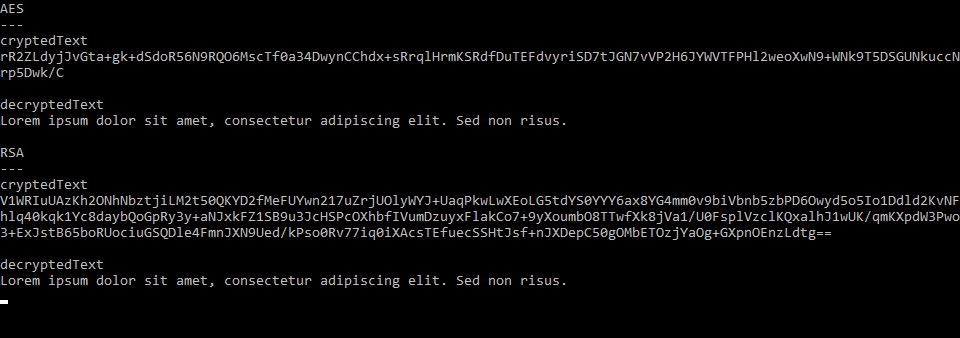 AES
---
cryptedText
rR2ZLdyjJvGta+gk+dSdoR56N9RQO6MscTf0a34DwynCChdx+sRrqlHrmKSRdfDuTEFdvyriSD7tJGN7vVP2H6JYWVTFPHl2weoXwN9+WNk9T5DSGUNkuccN
rp5Dwk/C
decryptedText
Lorem ipsum dolor sit amet, consectetur adipiscing elit. Sed non risus.
RSA
---
cryptedText
V1WRIuUAzKh2ONhNbztjiLM2t50QKYD2fMeFUYwn217uZrjUOlyWYJ+UaqPkwLwXEoLG5tdYS0YYY6ax8YG4mm0v9biVbnb5zbPD6Owyd5o5Io1Ddld2KvNF
hlq40kqk1Yc8daybQoGpRy3y+aNJxkFZ1SB9u3JcHSPcOXhbfIVumDzuyxFlakCo7+9yXoumbO8TTwfXk8jVa1/U0FsplVzclKQxalhJ1wUK/qmKXpdW3Pwo
3+ExJstB65boRUociuGSQDle4FmnJXN9Ued/kPso0Rv77iq0iXAcsTEfuecSSHtJsf+nJXDepC50gOMbETOzjYaOg+GXpnOEnzLdtg==
decryptedText
Lorem ipsum dolor sit amet, consectetur adipiscing elit. Sed non risus.